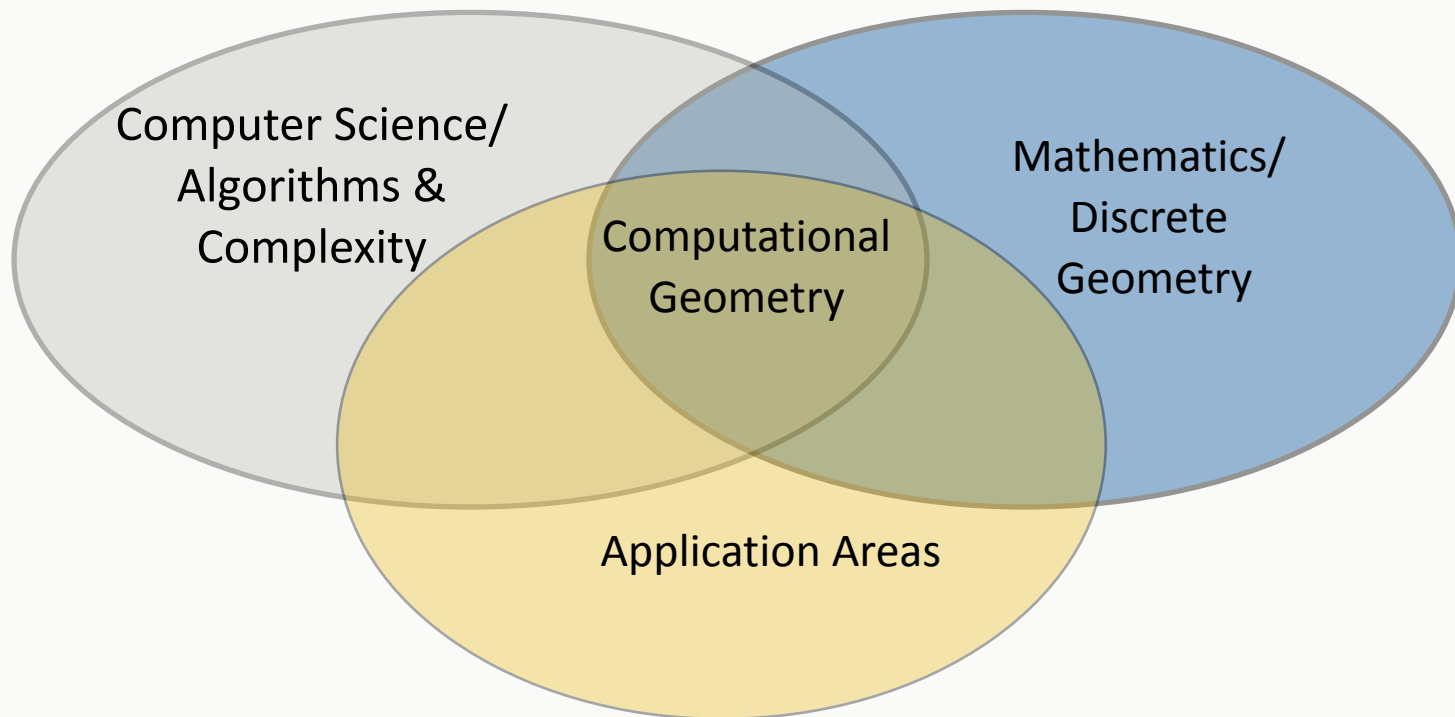 Computer Science/
Algorithms &
Complexity
Mathematics/
Discrete
Geometry
Computational
Geometry
Application Areas